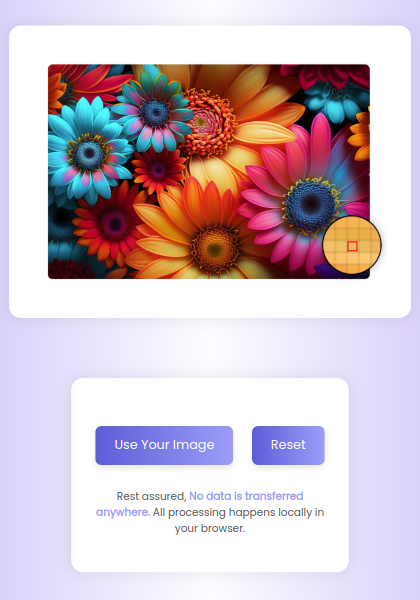 Use Your Image
Reset
Rest assured, No data is transferred
anywhere. All processing happens locally in
your browser.